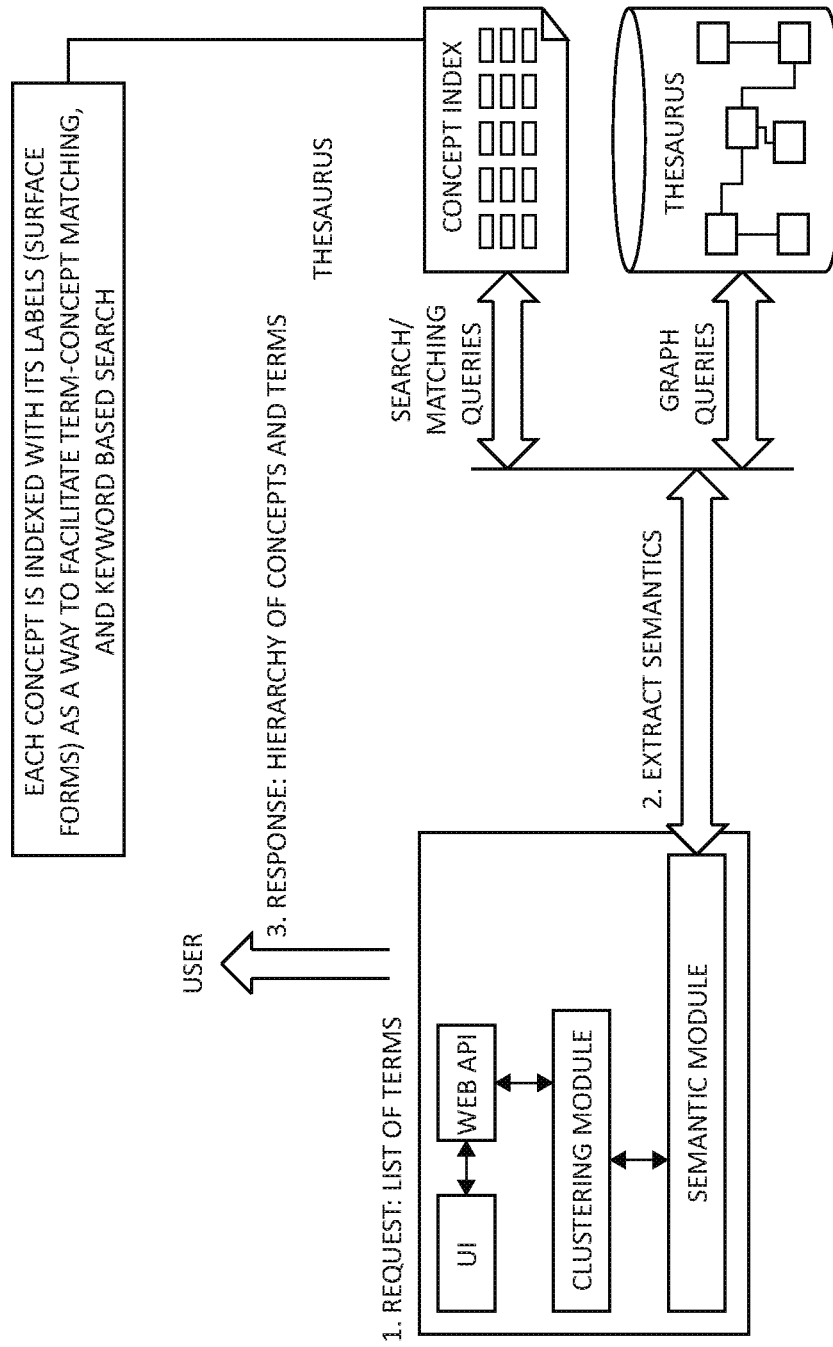 EACH CONCEPT IS INDEXED WITH ITS LABELS (SURFACE
FORMS) AS A WAY TO FACILITATE TERM-CONCEPT MATCHING,
AND KEYWORD BASED SEARCH
USER
3. RESPONSE: HIERARCHY OF CONCEPTS AND TERMS
THESAURUS
1. REQUEST: LIST OF TERMS
UI
WEB API
CLUSTERING MODULE
SEMANTIC MODULE
2. EXTRACT SEMANTICS
SEARCH/
MATCHING
QUERIES
CONCEPT INDEX
GRAPH
QUERIES
THESAURUS